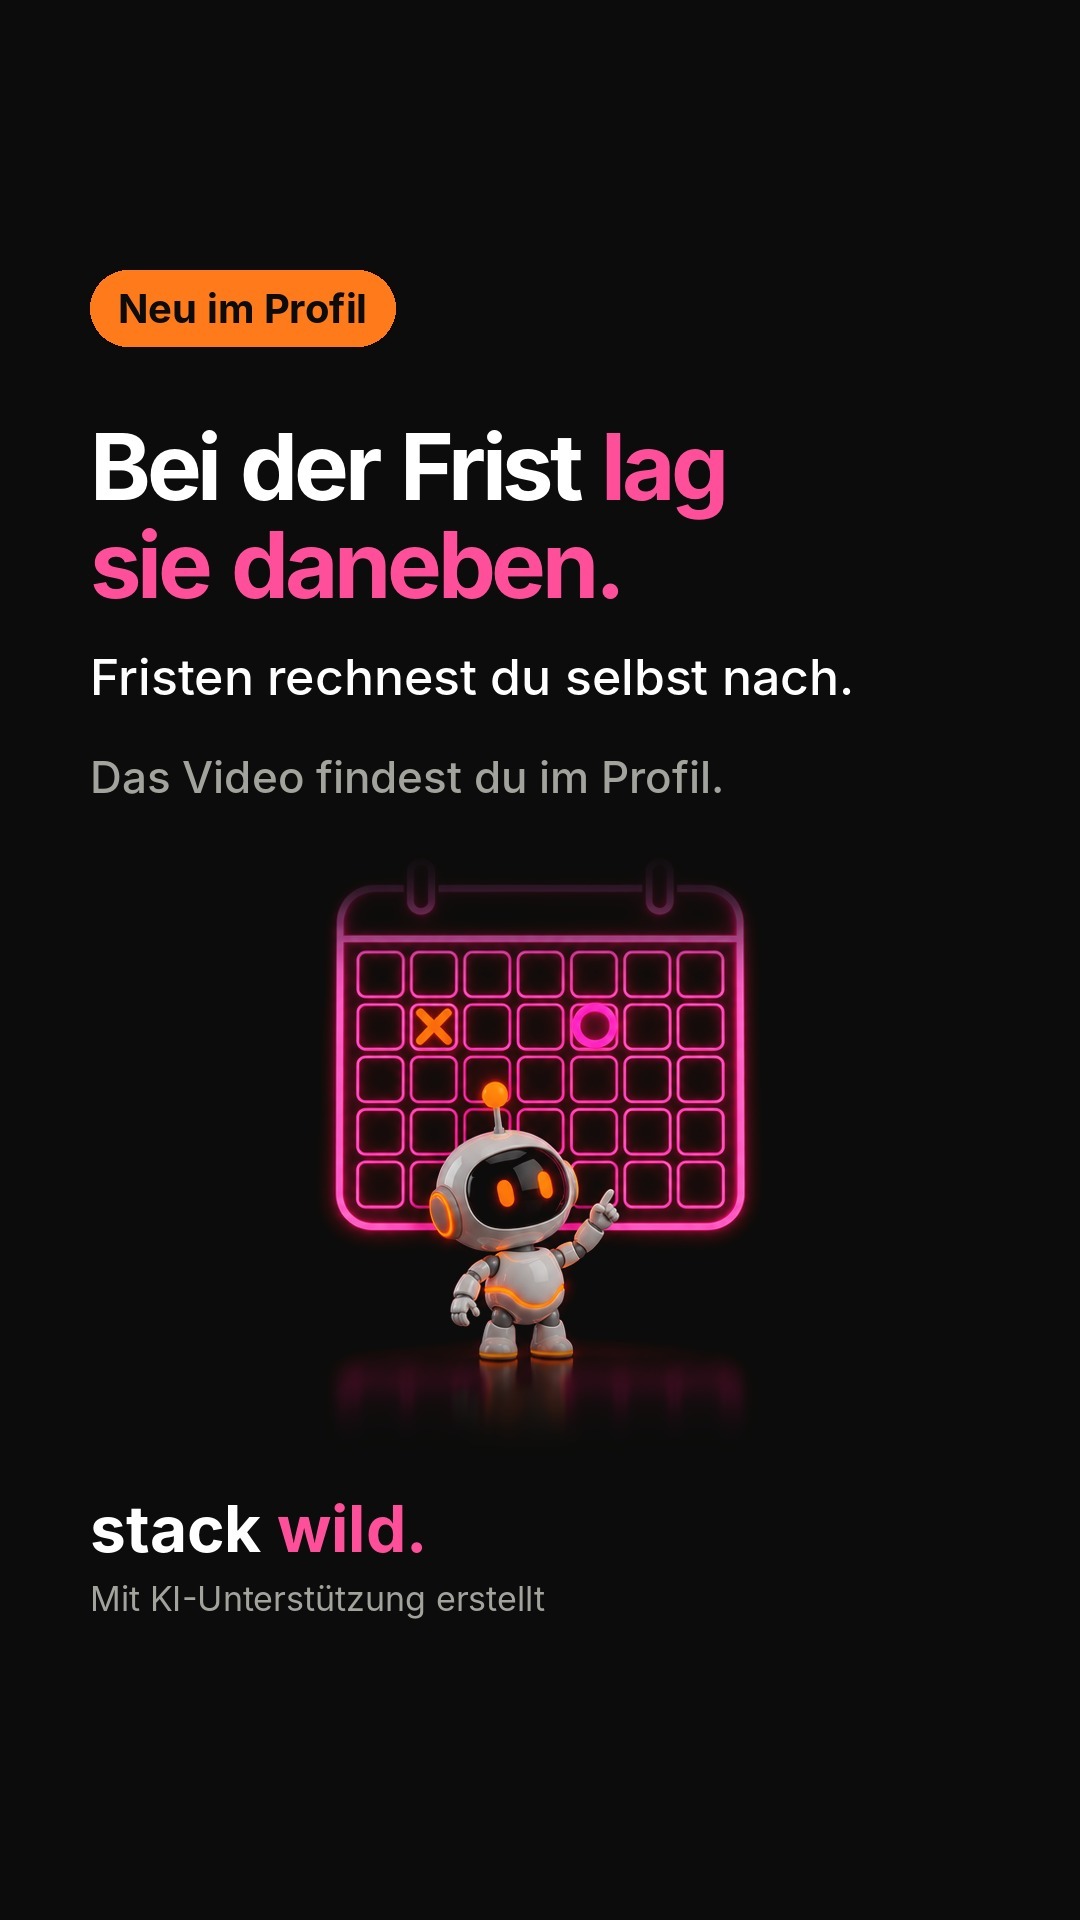 Neu im Profil
Bei der Frist lag
sie daneben.
Fristen rechnest du selbst nach.
Das Video findest du im Profil.
stack wild.
Mit KI-Unterstützung erstellt